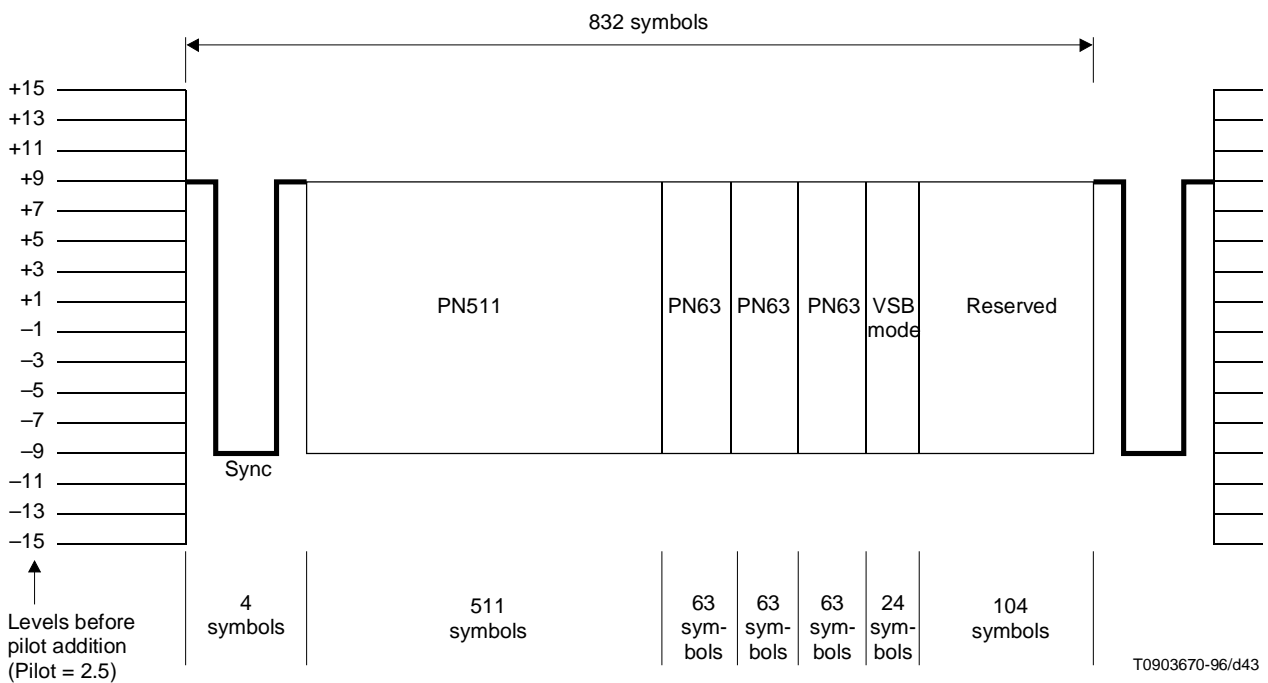 832 symbols
+15
+13
+11
+9
+7
+5
+3
+1
–1
–3
–5
–7
–9
–11
–13
–15
Sync
PN511
PN63
PN63
PN63
VSB
mode
Reserved
Levels before
pilot addition
(Pilot = 2.5)
4
symbols
511
symbols
63
sym-
bols
63
sym-
bols
63
sym-
bols
24
sym-
bols
104
symbols
T0903670-96/d43